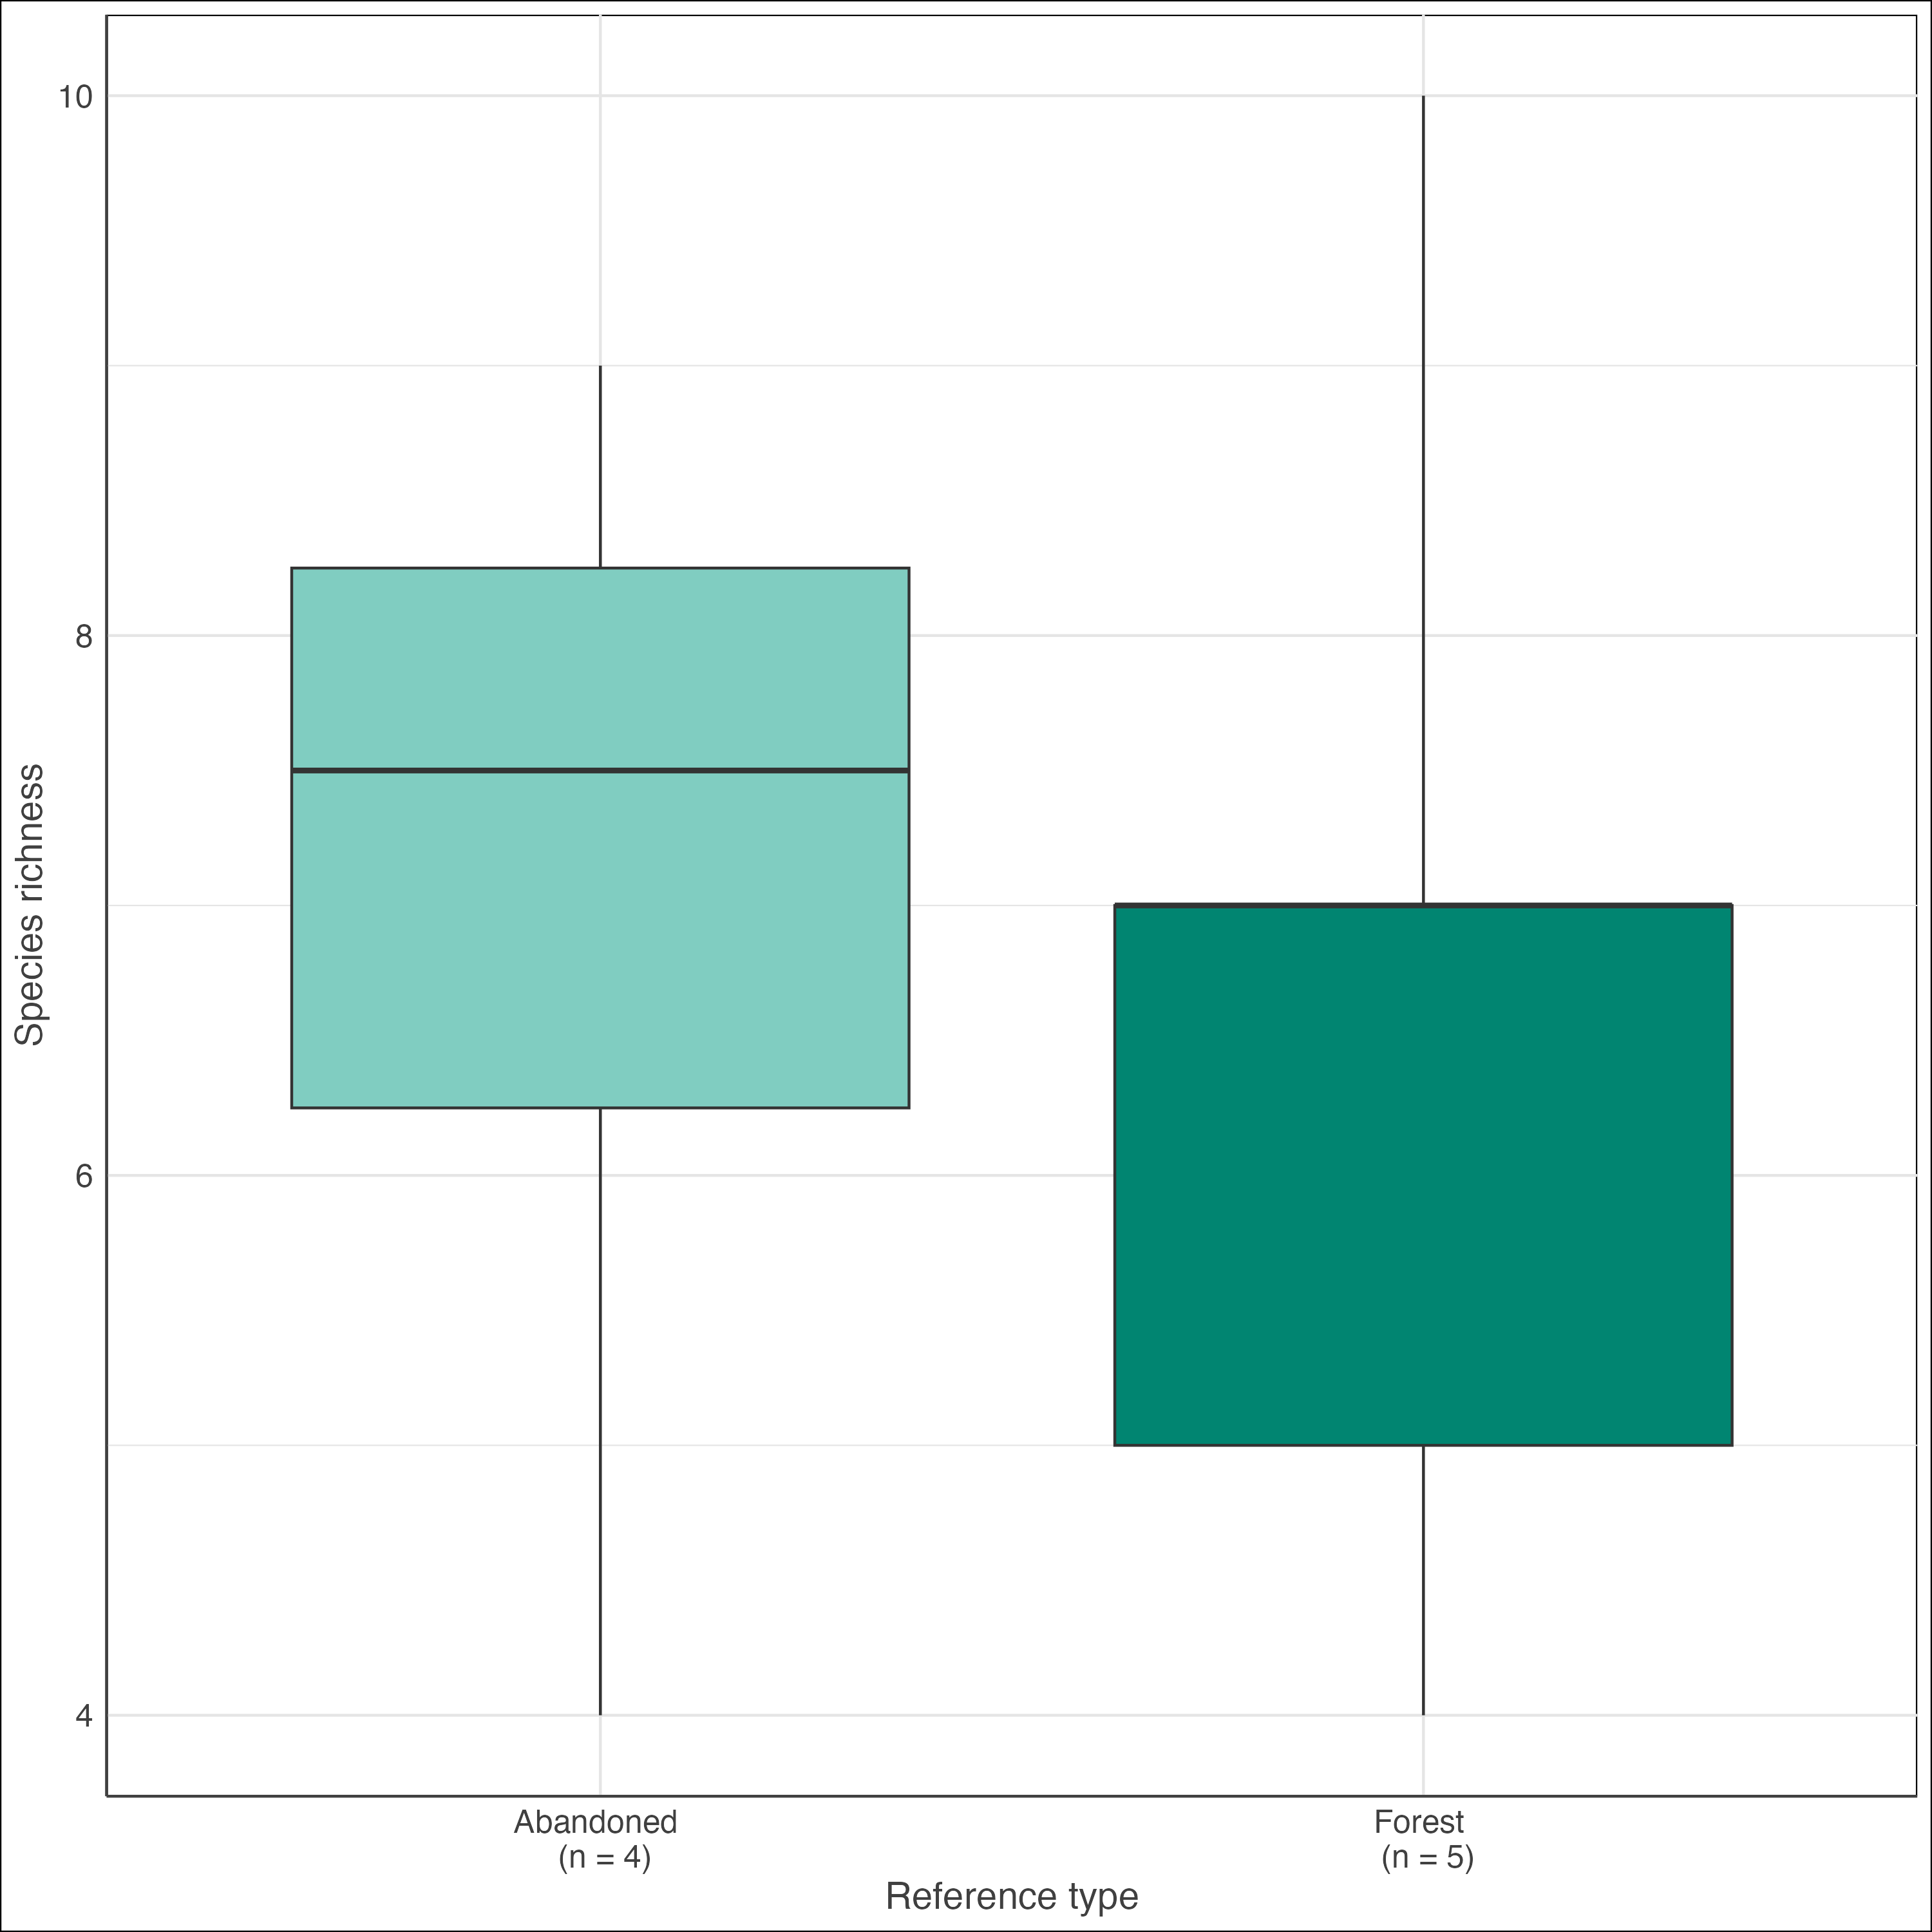 Species richness
10
8
6
4
Abandoned
(n = 4)
Forest
(n = 5)
Reference type